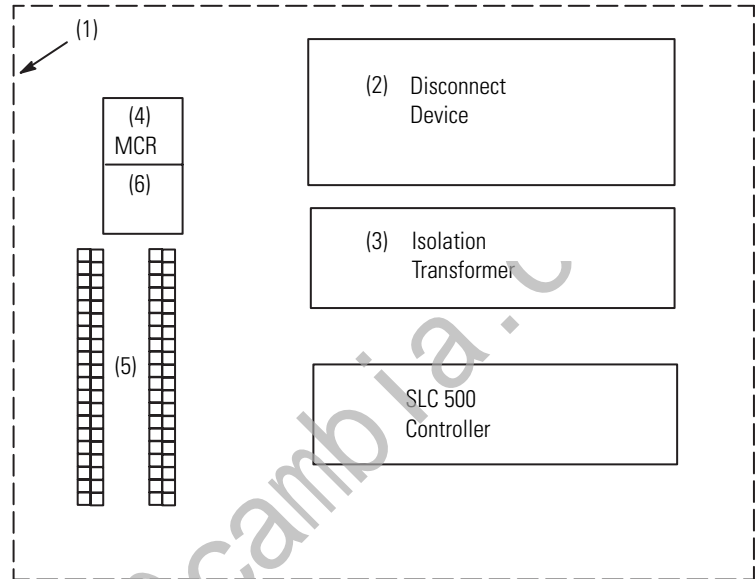 (1)
(2) Disconnect
Device
(4)
MCR
(6)
(3) Isolation
Transformer
(5)
SLC 500
Controller